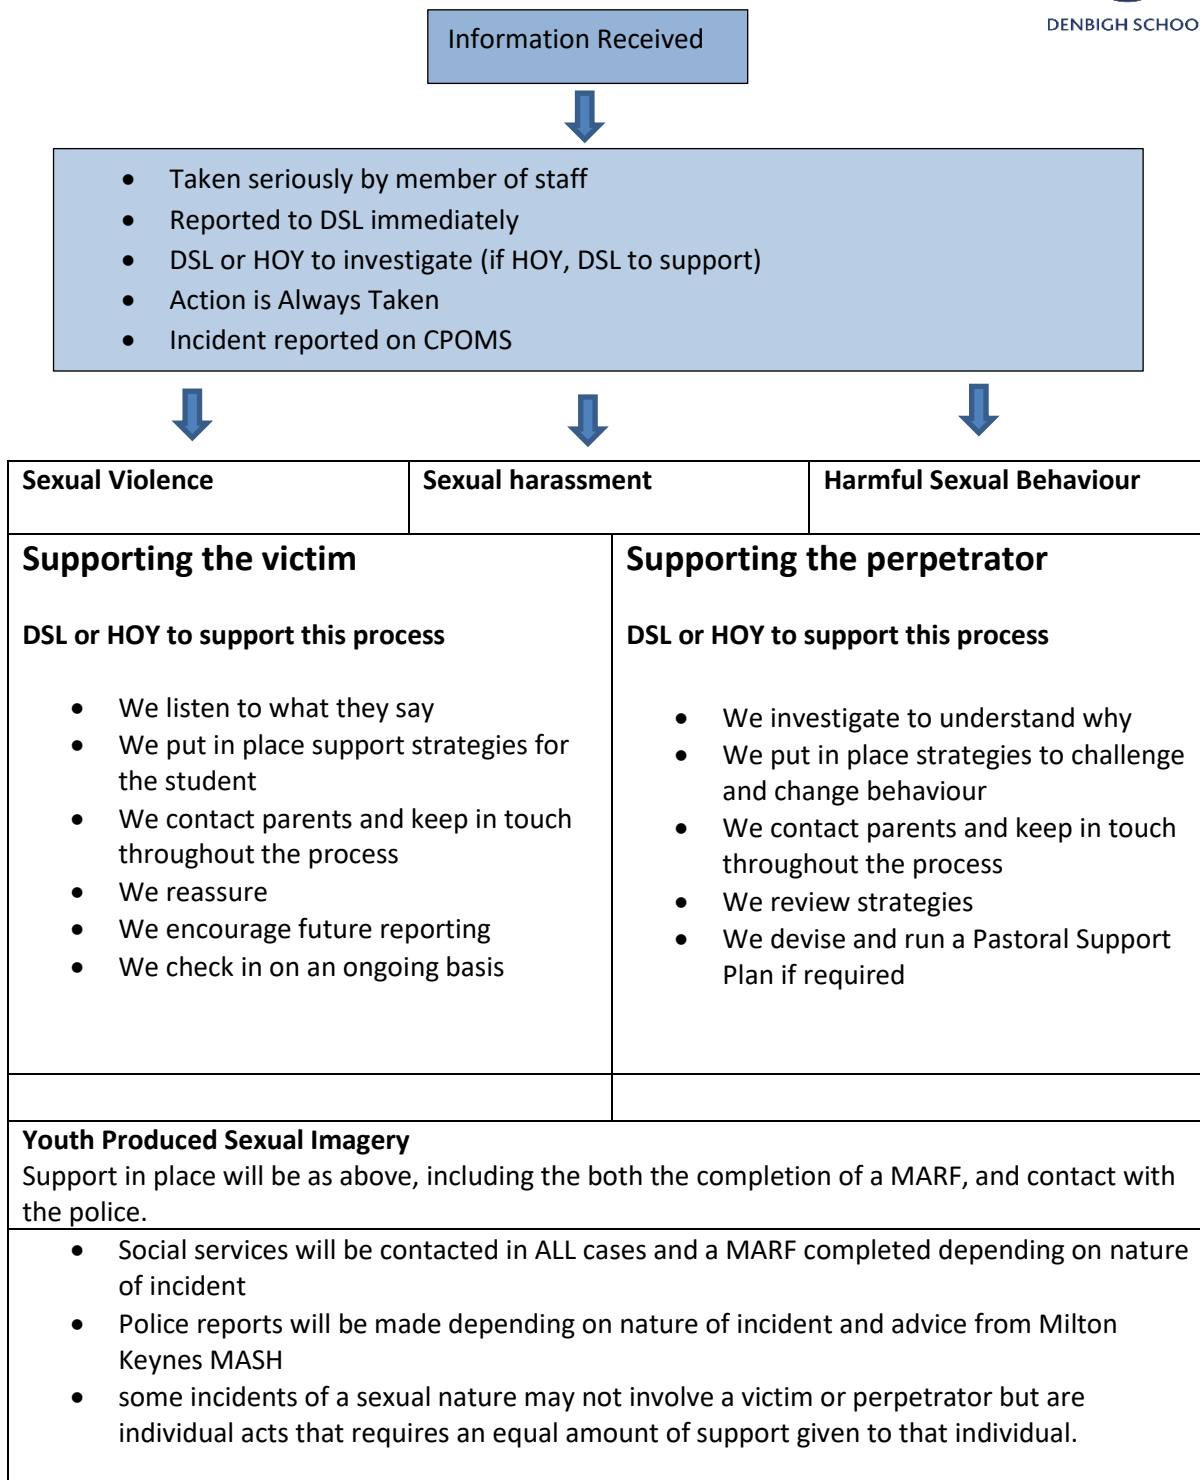 DENBIGH SCHOO
Information Received
• Taken seriously by member of staff
• Reported to DSL immediately
• DSL or HOY to investigate (if HOY, DSL to support)
• Action is Always Taken
• Incident reported on CPOMS
Sexual Violence
Sexual harassment
Harmful Sexual Behaviour
Supporting the victim
DSL or HOY to support this process
• We listen to what they say
• We put in place support strategies for
the student
• We contact parents and keep in touch
throughout the process
• We reassure
• We encourage future reporting
• We check in on an ongoing basis
Supporting the perpetrator
DSL or HOY to support this process
• We investigate to understand why
• We put in place strategies to challenge
and change behaviour
• We contact parents and keep in touch
throughout the process
• We review strategies
• We devise and run a Pastoral Support
Plan if required
Youth Produced Sexual Imagery
Support in place will be as above, including the both the completion of a MARF, and contact with
the police.
• Social services will be contacted in ALL cases and a MARF completed depending on nature
of incident
• Police reports will be made depending on nature of incident and advice from Milton
Keynes MASH
• some incidents of a sexual nature may not involve a victim or perpetrator but are
individual acts that requires an equal amount of support given to that individual.